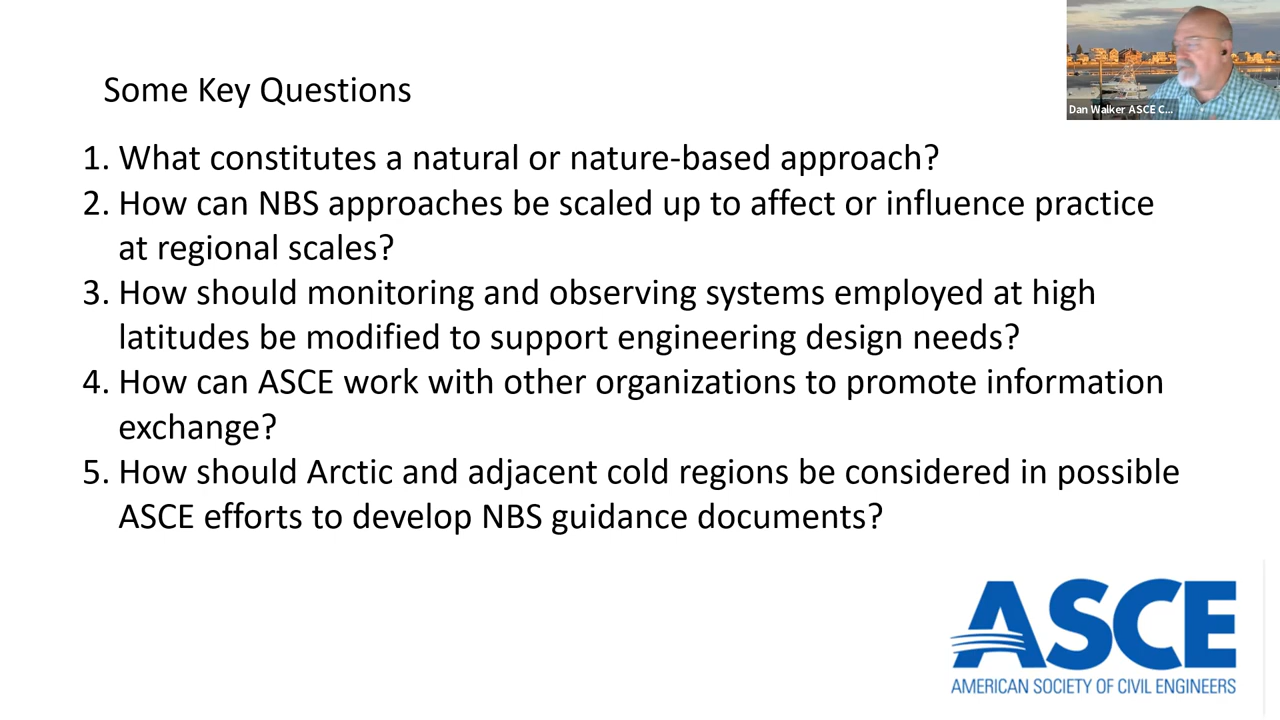 Some Key Questions
Dan Walker ASCE C...
1. What constitutes a natural or nature-based approach?
2. How can NBS approaches be scaled up to affect or influence practice
at regional scales?
3. How should monitoring and observing systems employed at high
latitudes be modified to support engineering design needs?
4. How can ASCE work with other organizations to promote information
exchange?
5. How should Arctic and adjacent cold regions be considered in possible
ASCE efforts to develop NBS guidance documents?
ASCE
AMERICAN SOCIETY OF CIVIL ENGINEERS